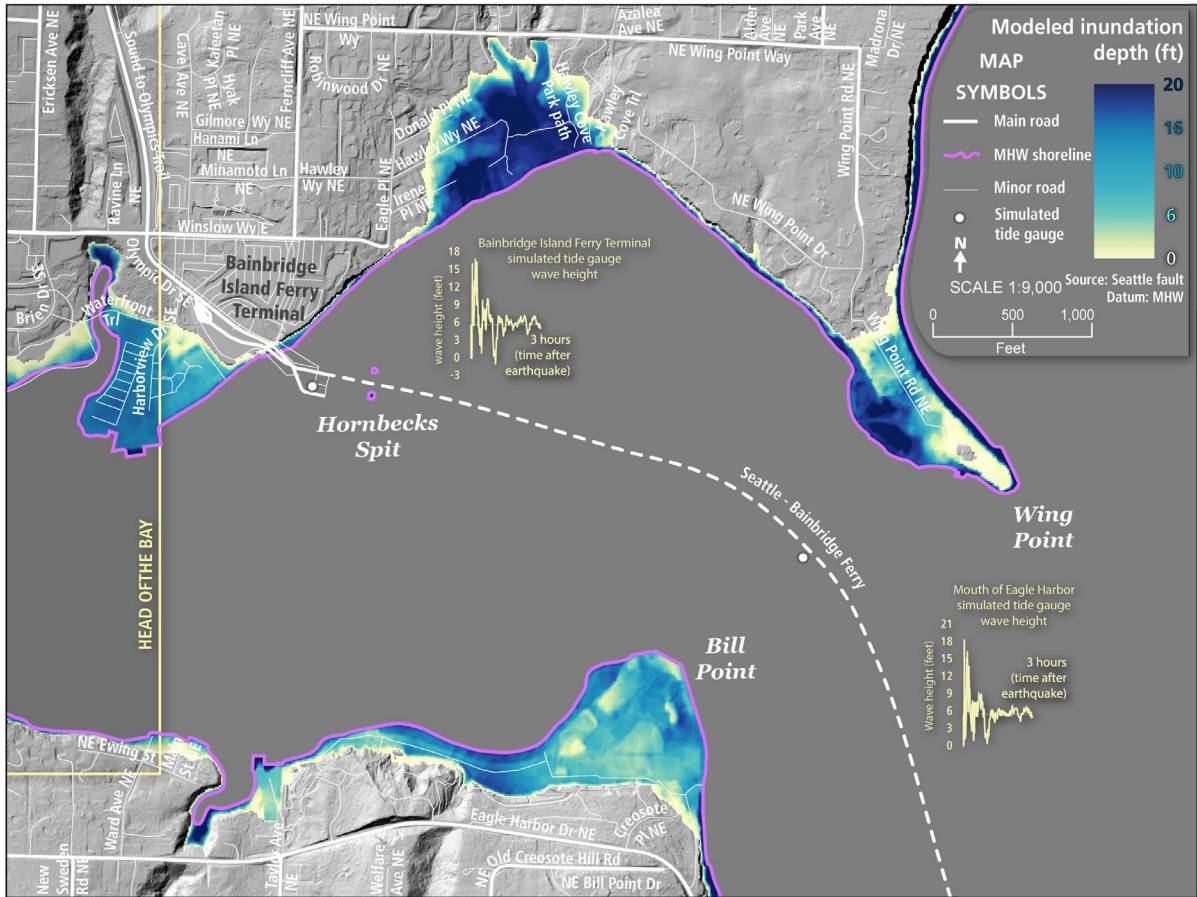 Modeled inundation
depth (ft)
MAP
SYMBOLS
Main road
MHW shoreline
Minor road
Simulated
tide gauge
N
SCALE 1:9,000
0 500 1,000
Feet
20
16
10
6
0
Source: Seattle fault
Datum: MHW
Ericksen Ave NE
Sound to Olympics Trail
Cave Ave NE
Kaleetan
Pl NE
Hyak
Pl NE
Ferncliff Ave NE
NE Wing Point
Wy
Robinwood Dr NE
Azalea
Ave NE
Alder
Ave NE
Park
Ave NE
Madrona
Dr NE
NE Wing Point Way
Wing Point Rd NE
Gilmore Wy NE
Hanami Ln
NE
Minamoto Ln
NE
Ravine Ln
NE
Hawley
Wy NE
Donald Pl NE
Hawley Wy NE
Eagle Pl NE
Irene
Pl NE
Hawley Cove
Park path
Hawley
Cove Trl
NE Wing Point Dr
Winslow Wy E
Olympic Dr SE
Bainbridge
Island Ferry
Terminal
Brien Dr
SE
Waterfront
Trl
Harborview Dr SE
Bainbridge Island Ferry Terminal
simulated tide gauge
wave height
wave height (feet)
18
15
12
9
6
3
0
-3
3 hours
(time after
earthquake)
Wing Point Rd NE
Hornbecks
Spit
Wing
Point
Seattle - Bainbridge Ferry
HEAD OFTHE BAY
Bill
Point
Mouth of Eagle Harbor
simulated tide gauge
wave height
Wave height (feet)
21
18
15
12
9
6
3
0
3 hours
(time after
earthquake)
NE Ewing St
Main
St NE
Ward Ave NE
New
Sweden
Rd NE
Taylor Ave
NE
Welfare
Ave NE
Eagle Harbor Dr NE
Creosote
Pl NE
Old Creosote Hill Rd
NE
NE Bill Point Dr